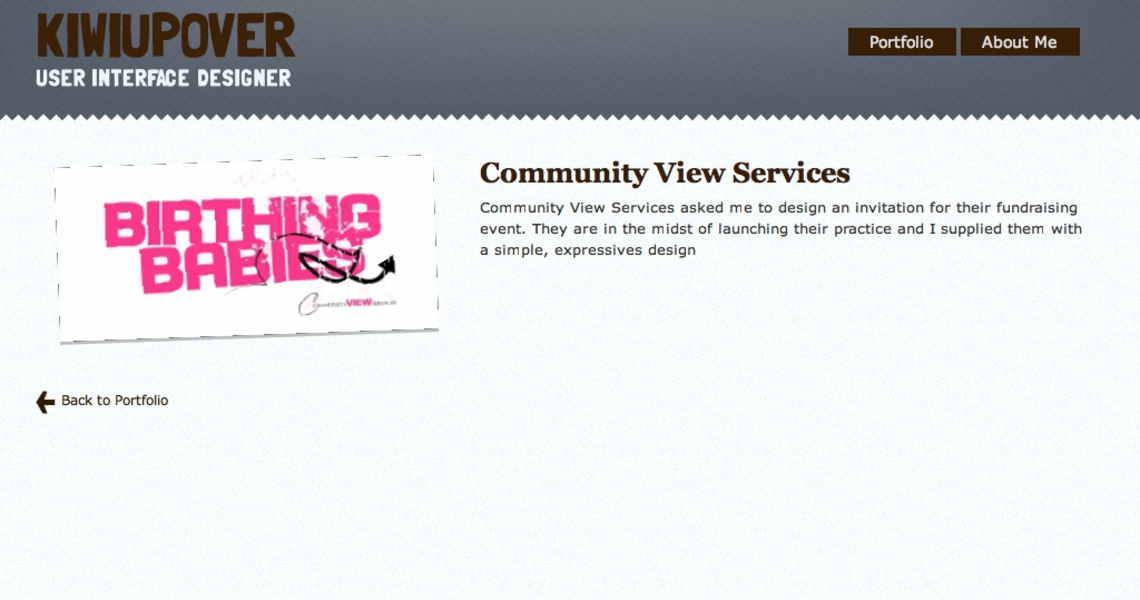 KIWIUPOVER
USER INTERFACE DESIGNER
Portfolio
About Me
BIRTHING
BABIES
COMMUNITY VIEW SERVICES
Community View Services
Community View Services asked me to design an invitation for their fundraising
event. They are in the midst of launching their practice and I supplied them with
a simple, expressives design
Back to Portfolio